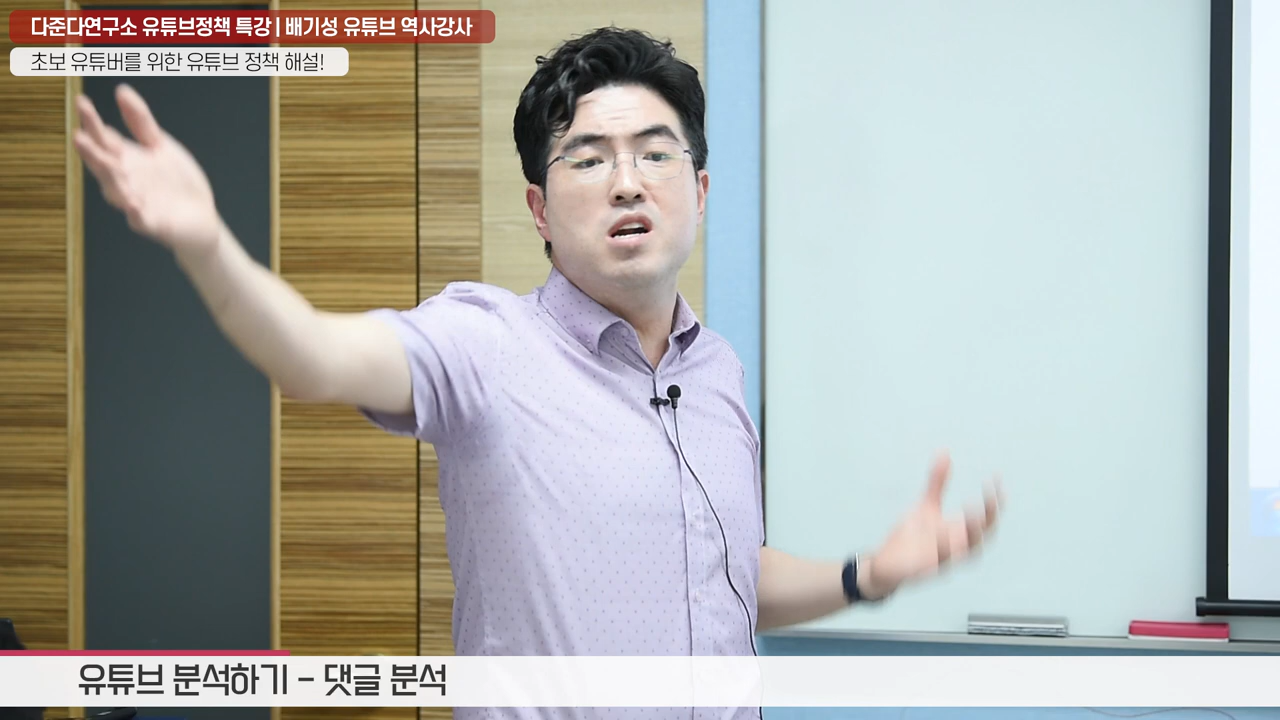 다준다연구소 유튜브정책 특강 | 배기성 유튜브 역사강사
초보 유튜버를 위한 유튜브 정책 해설!
유튜브 분석하기 - 댓글 분석